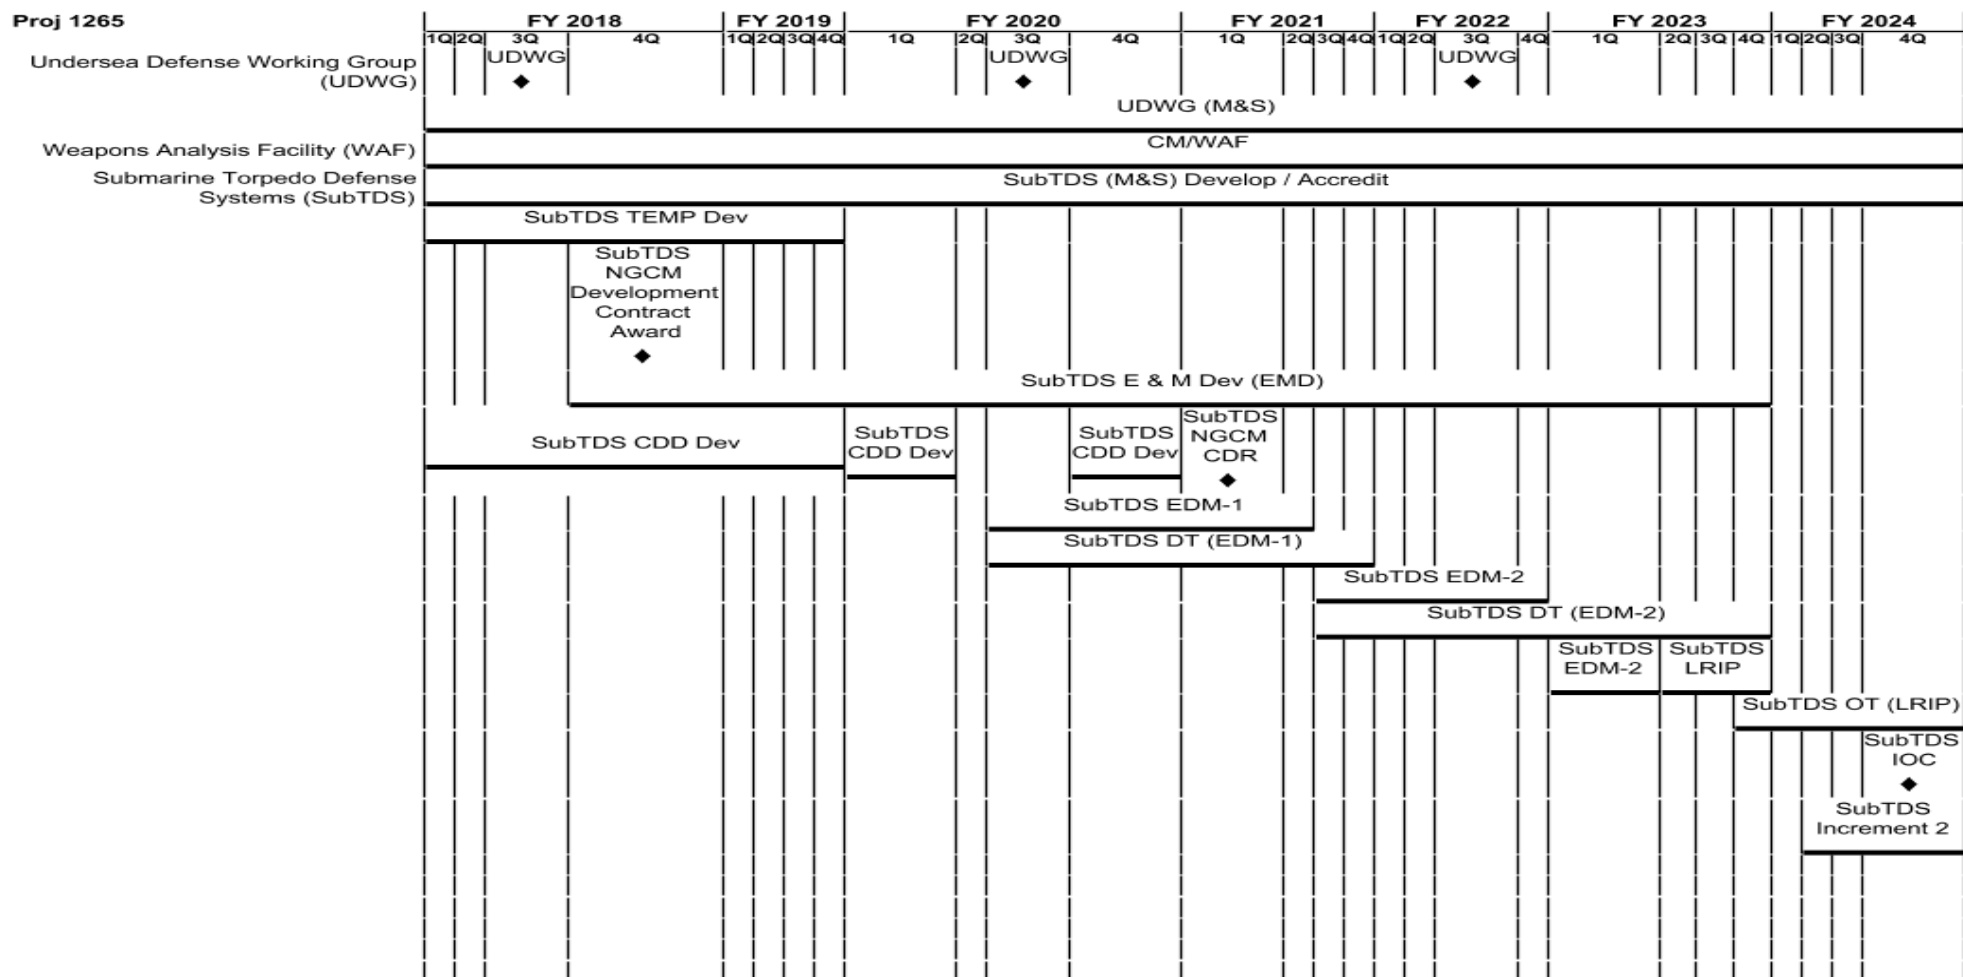 Proj 1265 FY 2018 FY 2019 FY 2020 FY 2021 FY 2022 FY 2023 FY 2024
1Q 2Q 3Q 4Q 1Q 2Q 3Q 4Q 1Q 2Q 3Q 4Q 1Q 2Q 3Q 4Q 1Q 2Q 3Q 4Q 1Q 2Q 3Q 4Q 1Q 2Q 3Q 4Q
Undersea Defense Working Group
(UDWG)
UDWG UDWG UDWG
UDWG (M&S)
Weapons Analysis Facility (WAF)
CM/WAF
Submarine Torpedo Defense
Systems (SubTDS)
SubTDS (M&S) Develop / Accredit
SubTDS TEMP Dev
SubTDS
NGCM
Development
Contract
Award
SubTDS E & M Dev (EMD)
SubTDS CDD Dev
SubTDS
CDD Dev
SubTDS
CDD Dev
SubTDS
NGCM
CDR
SubTDS EDM-1
SubTDS DT (EDM-1)
SubTDS EDM-2
SubTDS DT (EDM-2)
SubTDS
EDM-2
SubTDS
LRIP
SubTDS OT (LRIP)
SubTDS
IOC
SubTDS
Increment 2